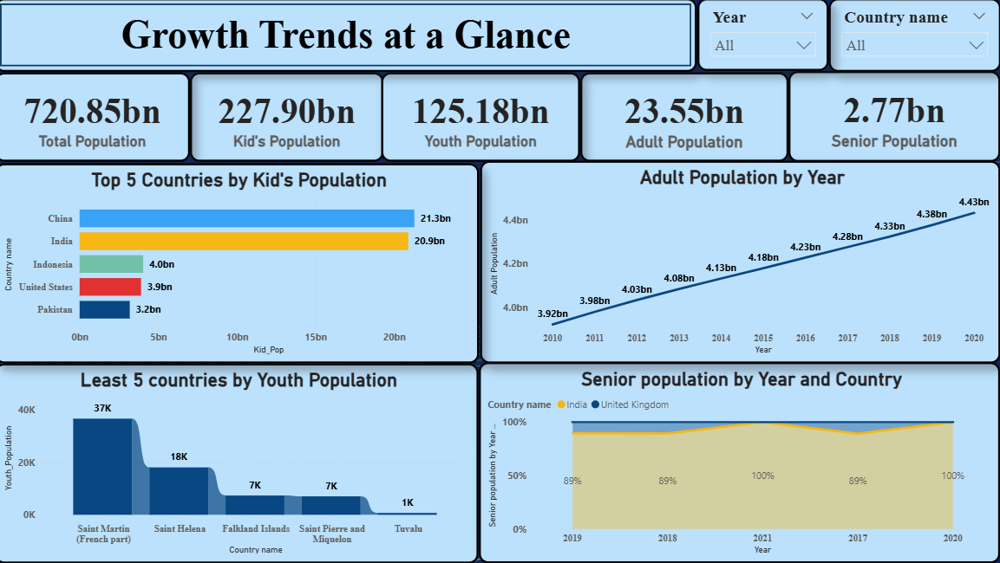 Growth Trends at a Glance
Year
All
Country name
All
720.85bn
Total Population
227.90bn
Kid's Population
125.18bn
Youth Population
23.55bn
Adult Population
2.77bn
Senior Population
Top 5 Countries by Kid's Population
Country name
China
21.3bn
India
20.9bn
Indonesia
4.0bn
United States
3.9bn
Pakistan
3.2bn
0bn 5bn 10bn 15bn 20bn
Kid_Pop
Adult Population by Year
Adult Population
4.4bn
4.2bn
4.0bn
3.92bn 3.98bn 4.03bn 4.08bn 4.13bn 4.18bn 4.23bn 4.28bn 4.33bn 4.38bn 4.43bn
2010 2011 2012 2013 2014 2015 2016 2017 2018 2019 2020
Year
Least 5 countries by Youth Population
Youth_Population
40K
20K
0K
37K 18K 7K 7K 1K
Saint Martin (French part)
Saint Helena
Falkland Islands
Saint Pierre and Miquelon
Tuvalu
Country name
Senior population by Year and Country
Country name India United Kingdom
Senior population by Year ...
100%
50%
0%
89% 89% 100% 89% 100%
2019 2018 2021 2017 2020
Year